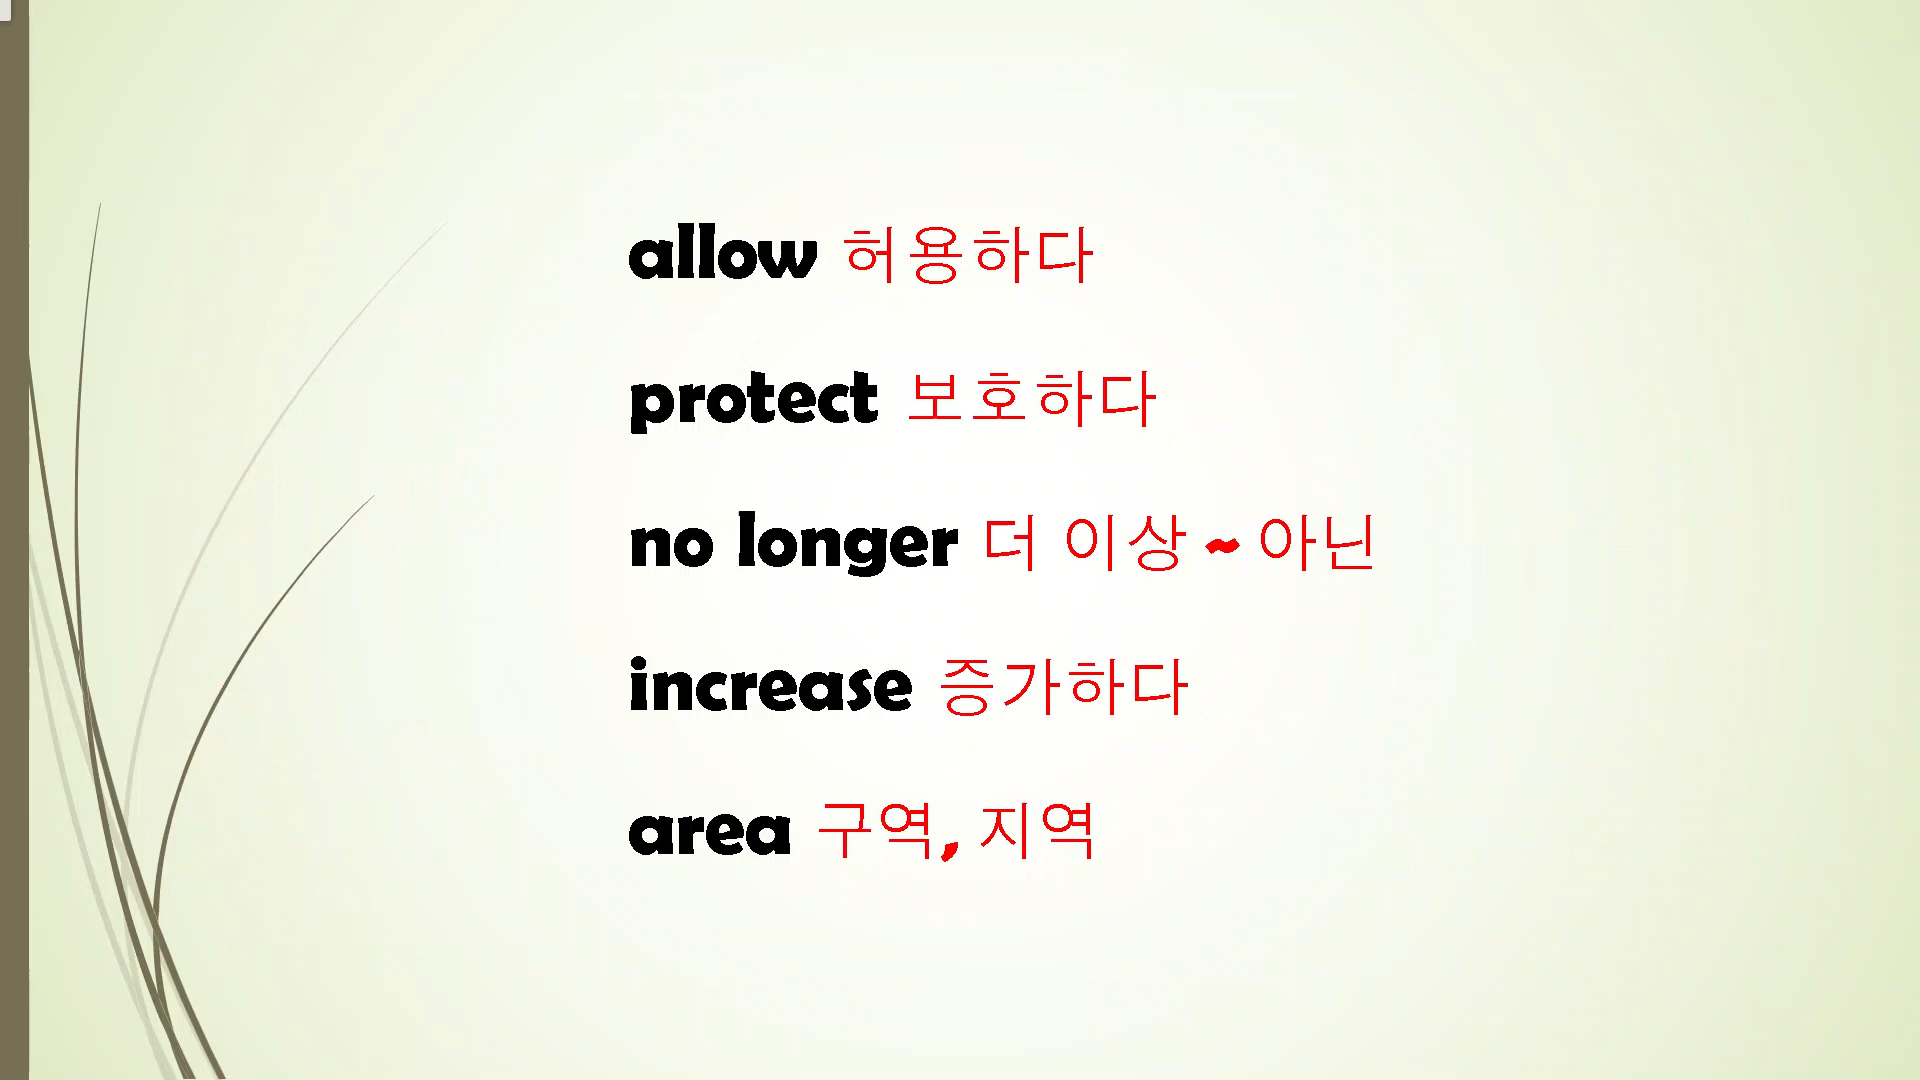 allow 허용하다
protect 보호하다
no longer 더 이상 ~ 아닌
increase 증가하다
area 구역, 지역